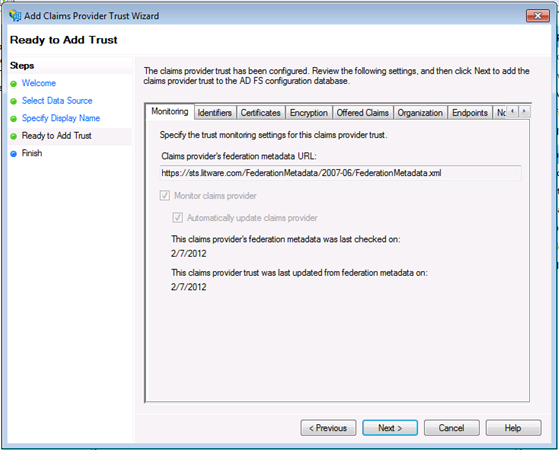 Add Claims Provider Trust Wizard
Ready to Add Trust
Steps
Welcome
Select Data Source
Specify Display Name
Ready to Add Trust
Finish
The claims provider trust has been configured. Review the following settings, and then click Next to add the
claims provider trust to the AD FS configuration database.
Monitoring Identifiers Certificates Encryption Offered Claims Organization Endpoints
Specify the trust monitoring settings for this claims provider trust.
Claims provider's federation metadata URL:
https://sts.litware.com/FederationMetadata/2007-06/FederationMetadata.xml
Monitor claims provider
Automatically update claims provider
This claims provider's federation metadata was last checked on:
2/7/2012
This claims provider trust was last updated from federation metadata on:
2/7/2012
< Previous Next > Cancel Help